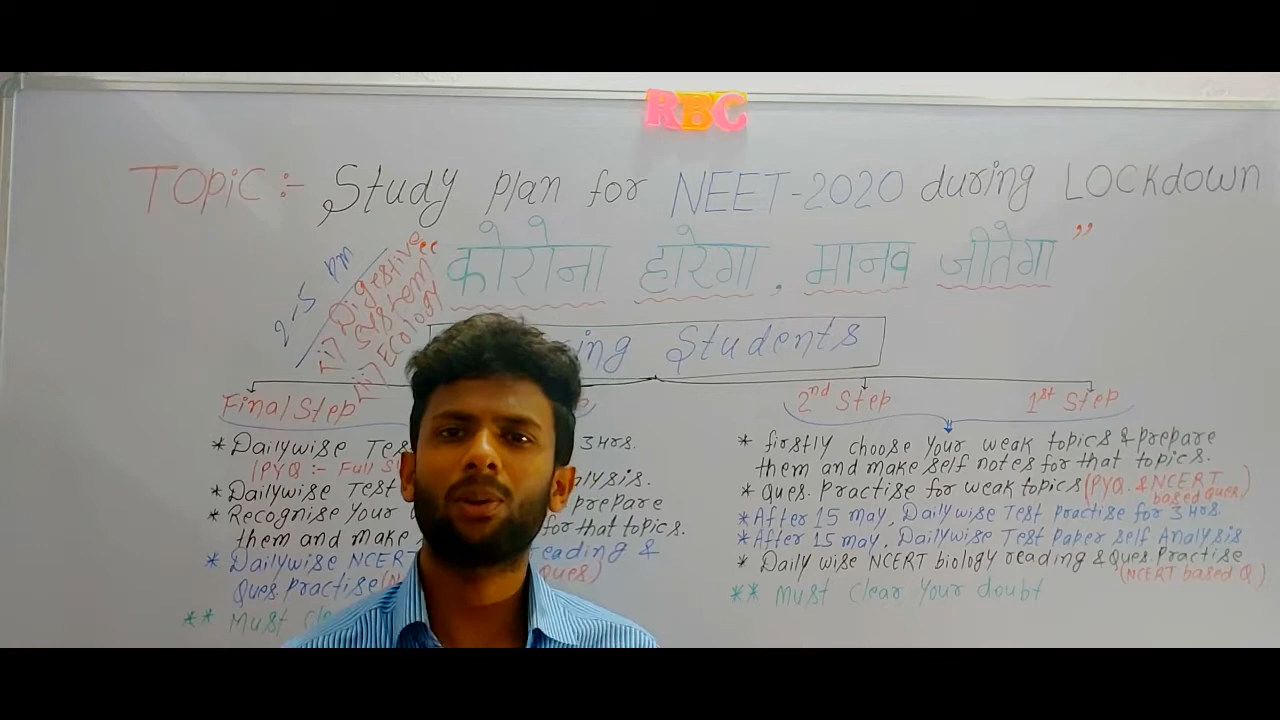 RBC
TOPIC :- Study plan for NEET-2020 during LOCKdown
कोरोना हारेगा , मानव जीतेगा ”
PM
Digestive
System
Ecology
ing Students
Final Step
2nd Step
1st Step
* Dailywise Tes
3 Hrs.
(PYQ :- Full S
* Dailywise Test
alysis.
* Recognise Your
prepare
them and make
for that topics.
* Dailywise NCERT
eading &
Ques. practise
Ques)
** Must Cle
* firstly choose your weak topics & prepare
them and make self notes for that topics.
* Ques. Practise for weak topics (PYQ. & NCERT
based Ques.)
* After 15 may, Dailywise Test practise for 3 Hrs
* After 15 may, Dailywise Test Paper self Analysis
* Daily wise NCERT biology reading & Ques. Practise
(NCERT based Q.)
** Must Clear Your doubt